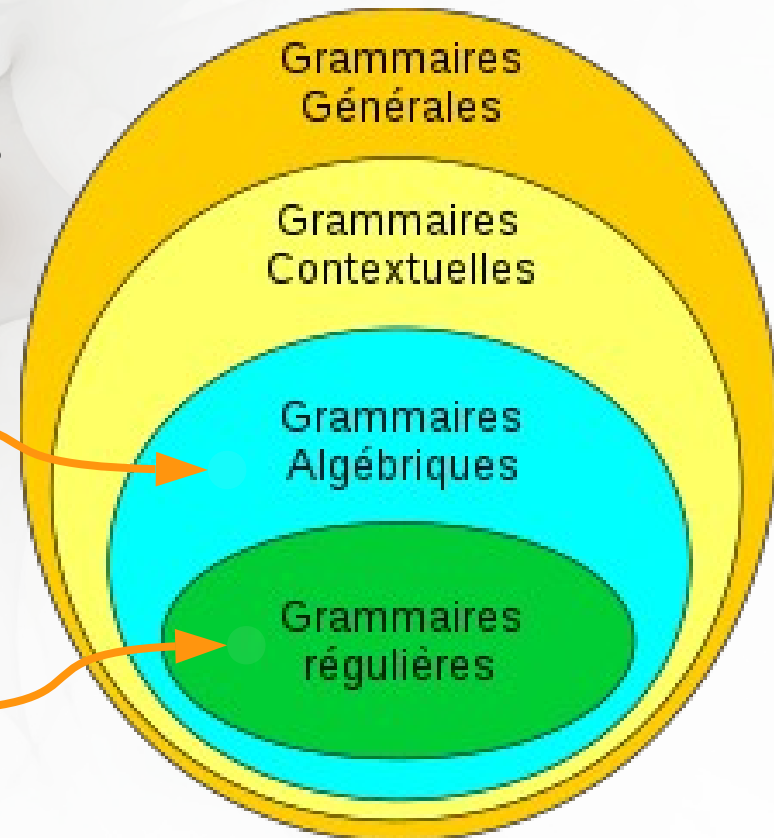 Grammaires
Générales
Grammaires
Contextuelles
Grammaires
Algébriques
Grammaires
régulières